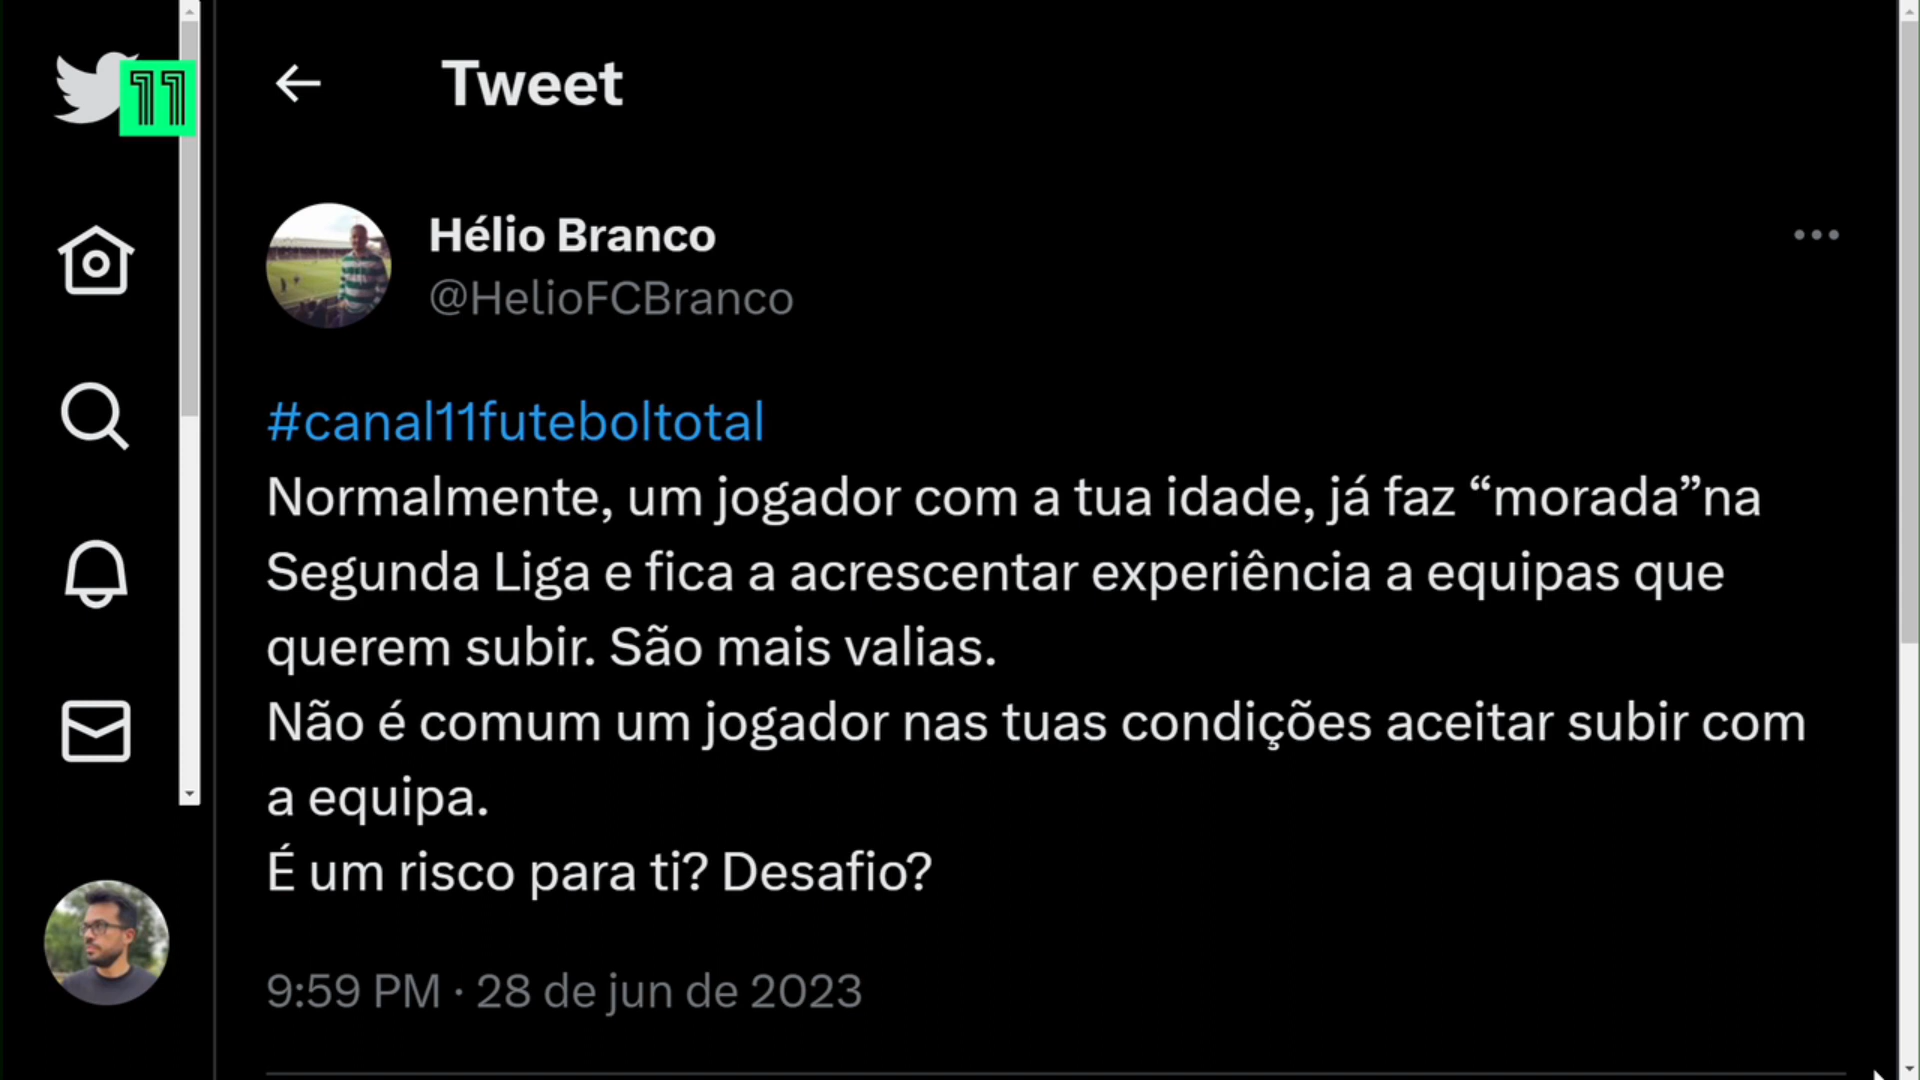 11
Tweet
Hélio Branco
@HelioFCBranco
#canal11futeboltotal
Normalmente, um jogador com a tua idade, já faz “morada”na
Segunda Liga e fica a acrescentar experiência a equipas que
querem subir. São mais valias.
Não é comum um jogador nas tuas condições aceitar subir com
a equipa.
É um risco para ti? Desafio?
9:59 PM · 28 de jun de 2023